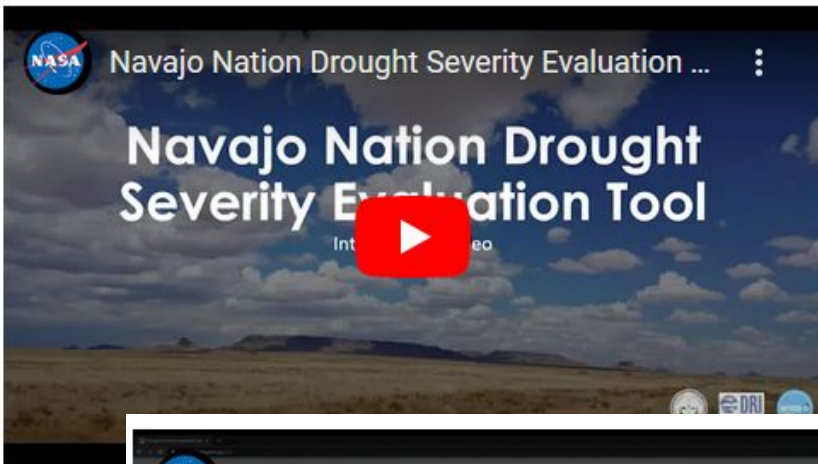 NASA
Navajo Nation Drought Severity Evaluation ...
Navajo Nation Drought
Severity Evaluation Tool
DRI